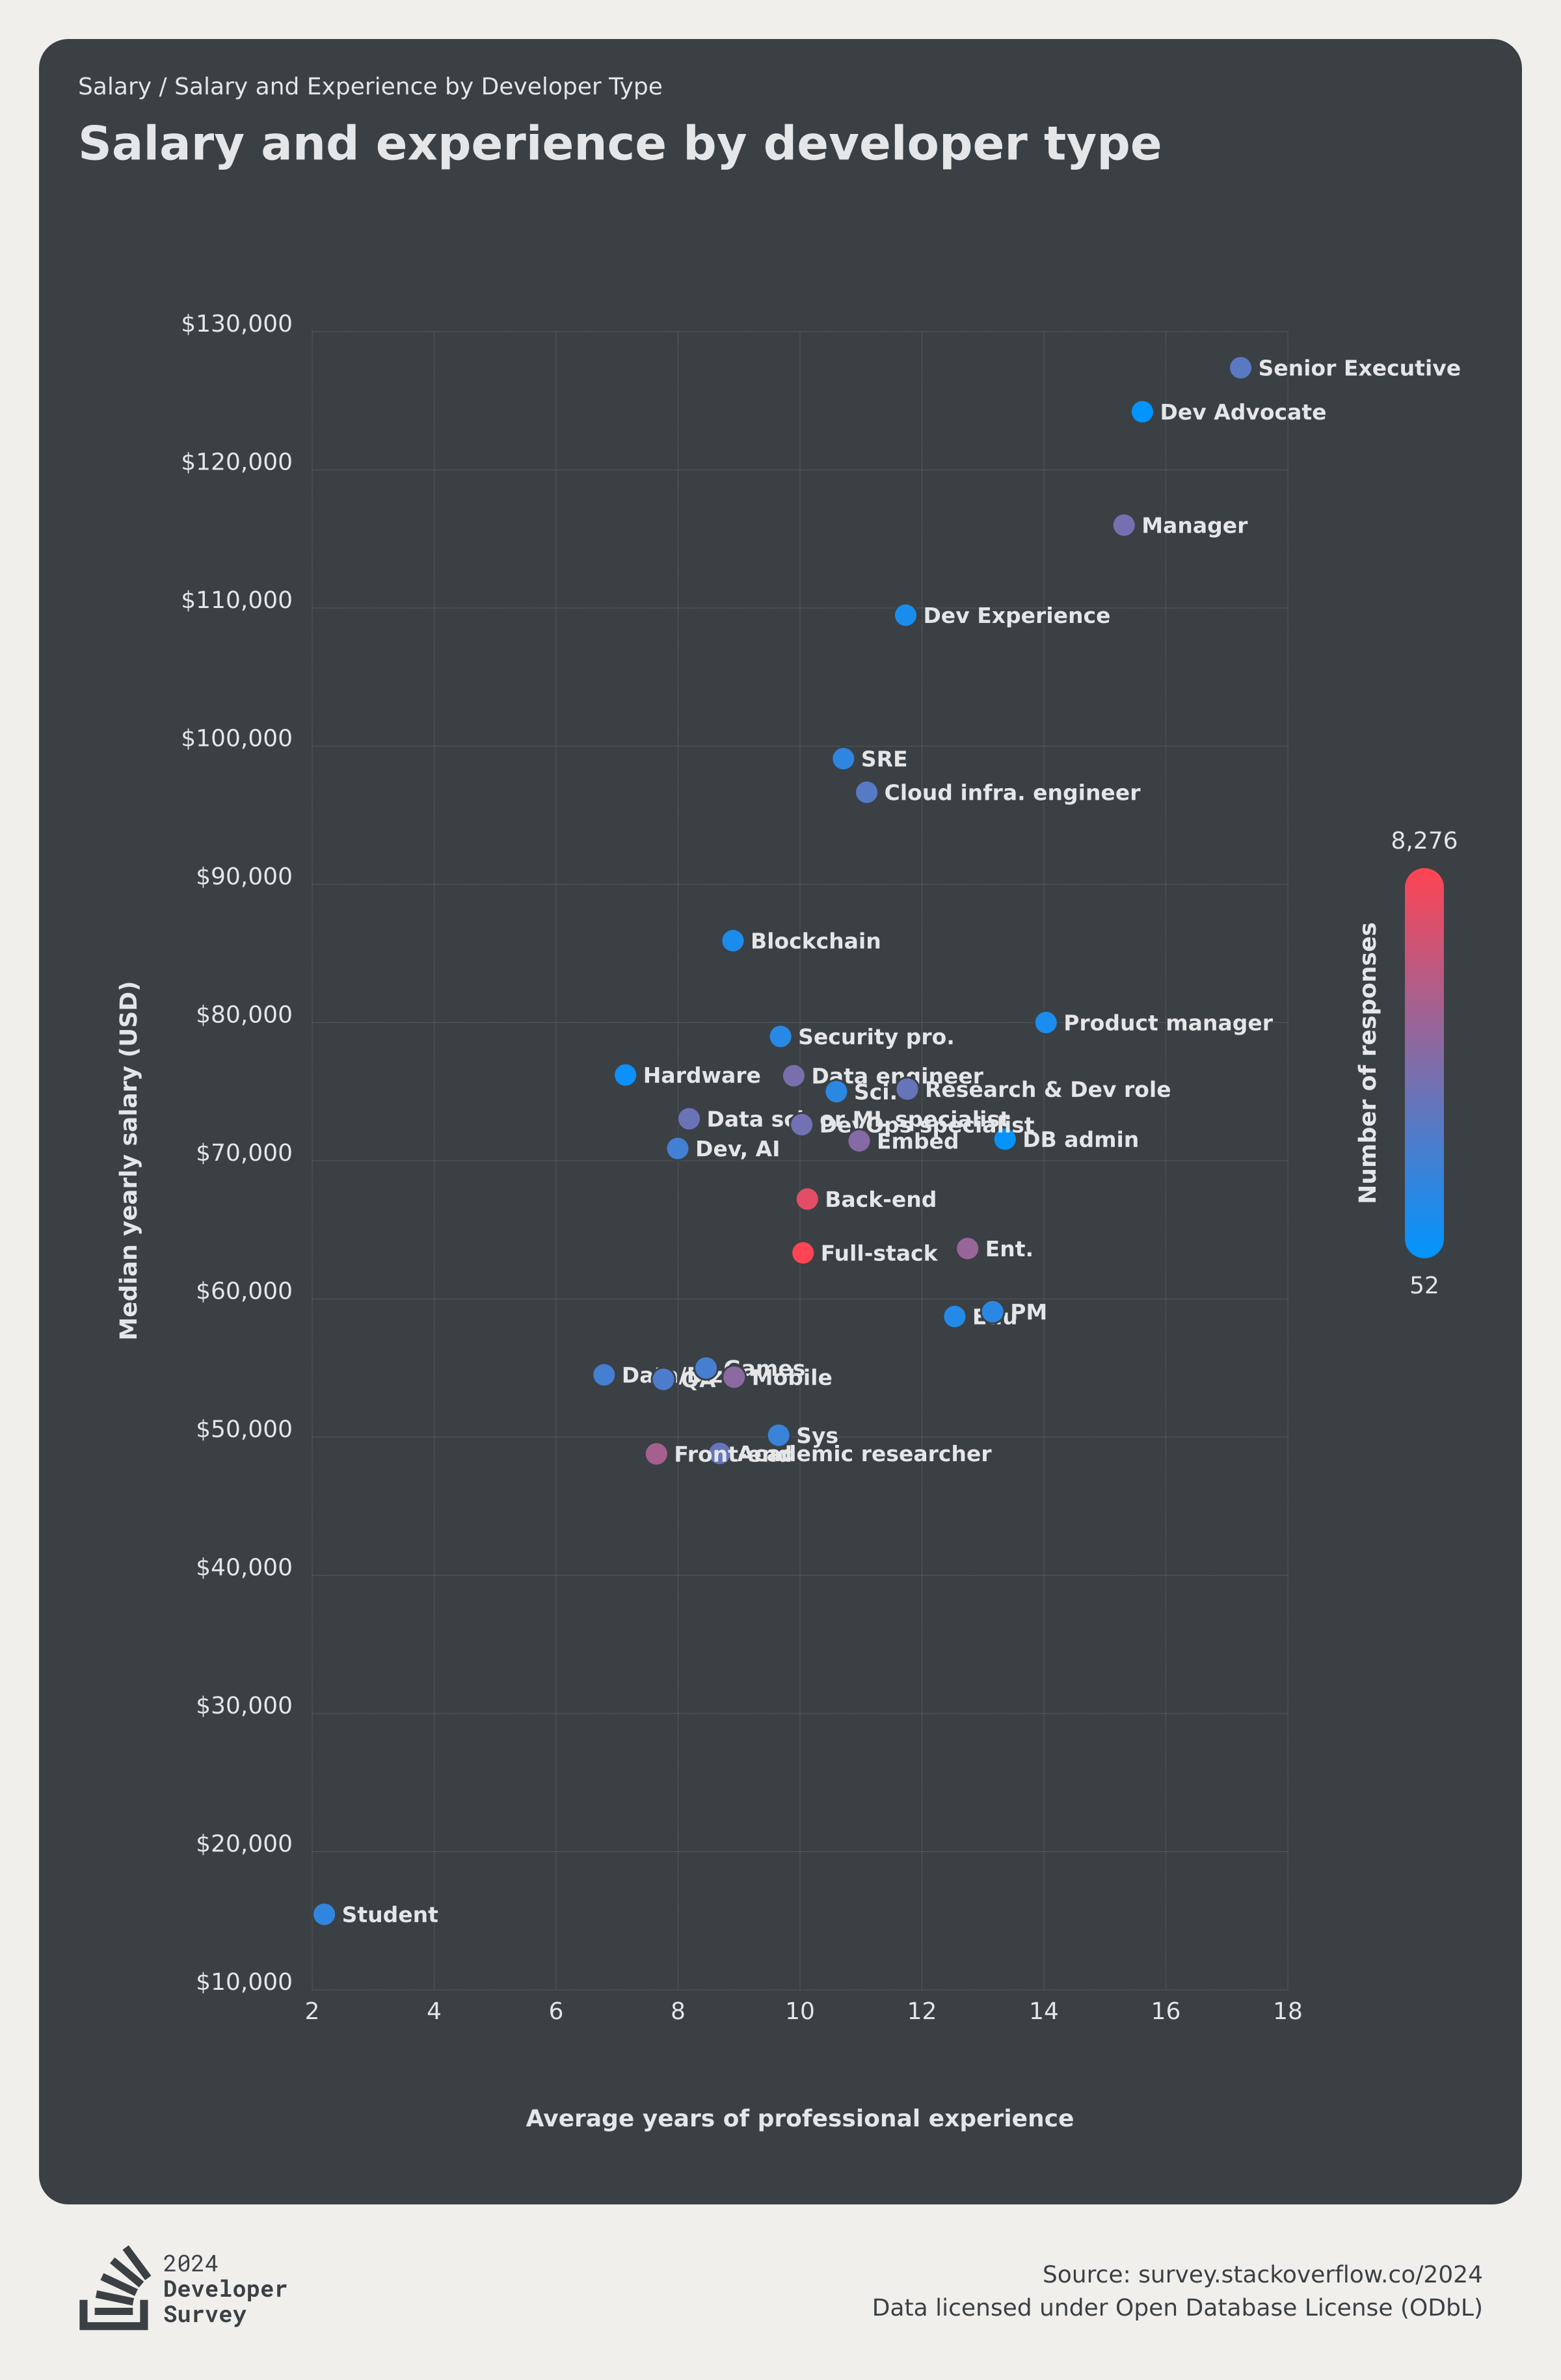 Salary / Salary and Experience by Developer Type
Salary and experience by developer type
$130,000
Senior Executive
Dev Advocate
$120,000
Manager
$110,000
Dev Experience
$100,000
SRE
Cloud infra. engineer
8,276
$90,000
Blockchain
Number of responses
$80,000
Product manager
Security pro.
Hardware
Data engineer
Sci.
Research & Dev role
Data sci. or ML specialist
DevOps specialist
Embed
DB admin
Dev, AI
$70,000
Median yearly salary (USD)
Back-end
Ent.
Full-stack
52
$60,000
PM
Games
QA
Mobile
$50,000
Sys
Front-end
Academic researcher
$40,000
$30,000
$20,000
Student
$10,000
2 4 6 8 10 12 14 16 18
Average years of professional experience
2024
Developer
Survey
Source: survey.stackoverflow.co/2024
Data licensed under Open Database License (ODbL)